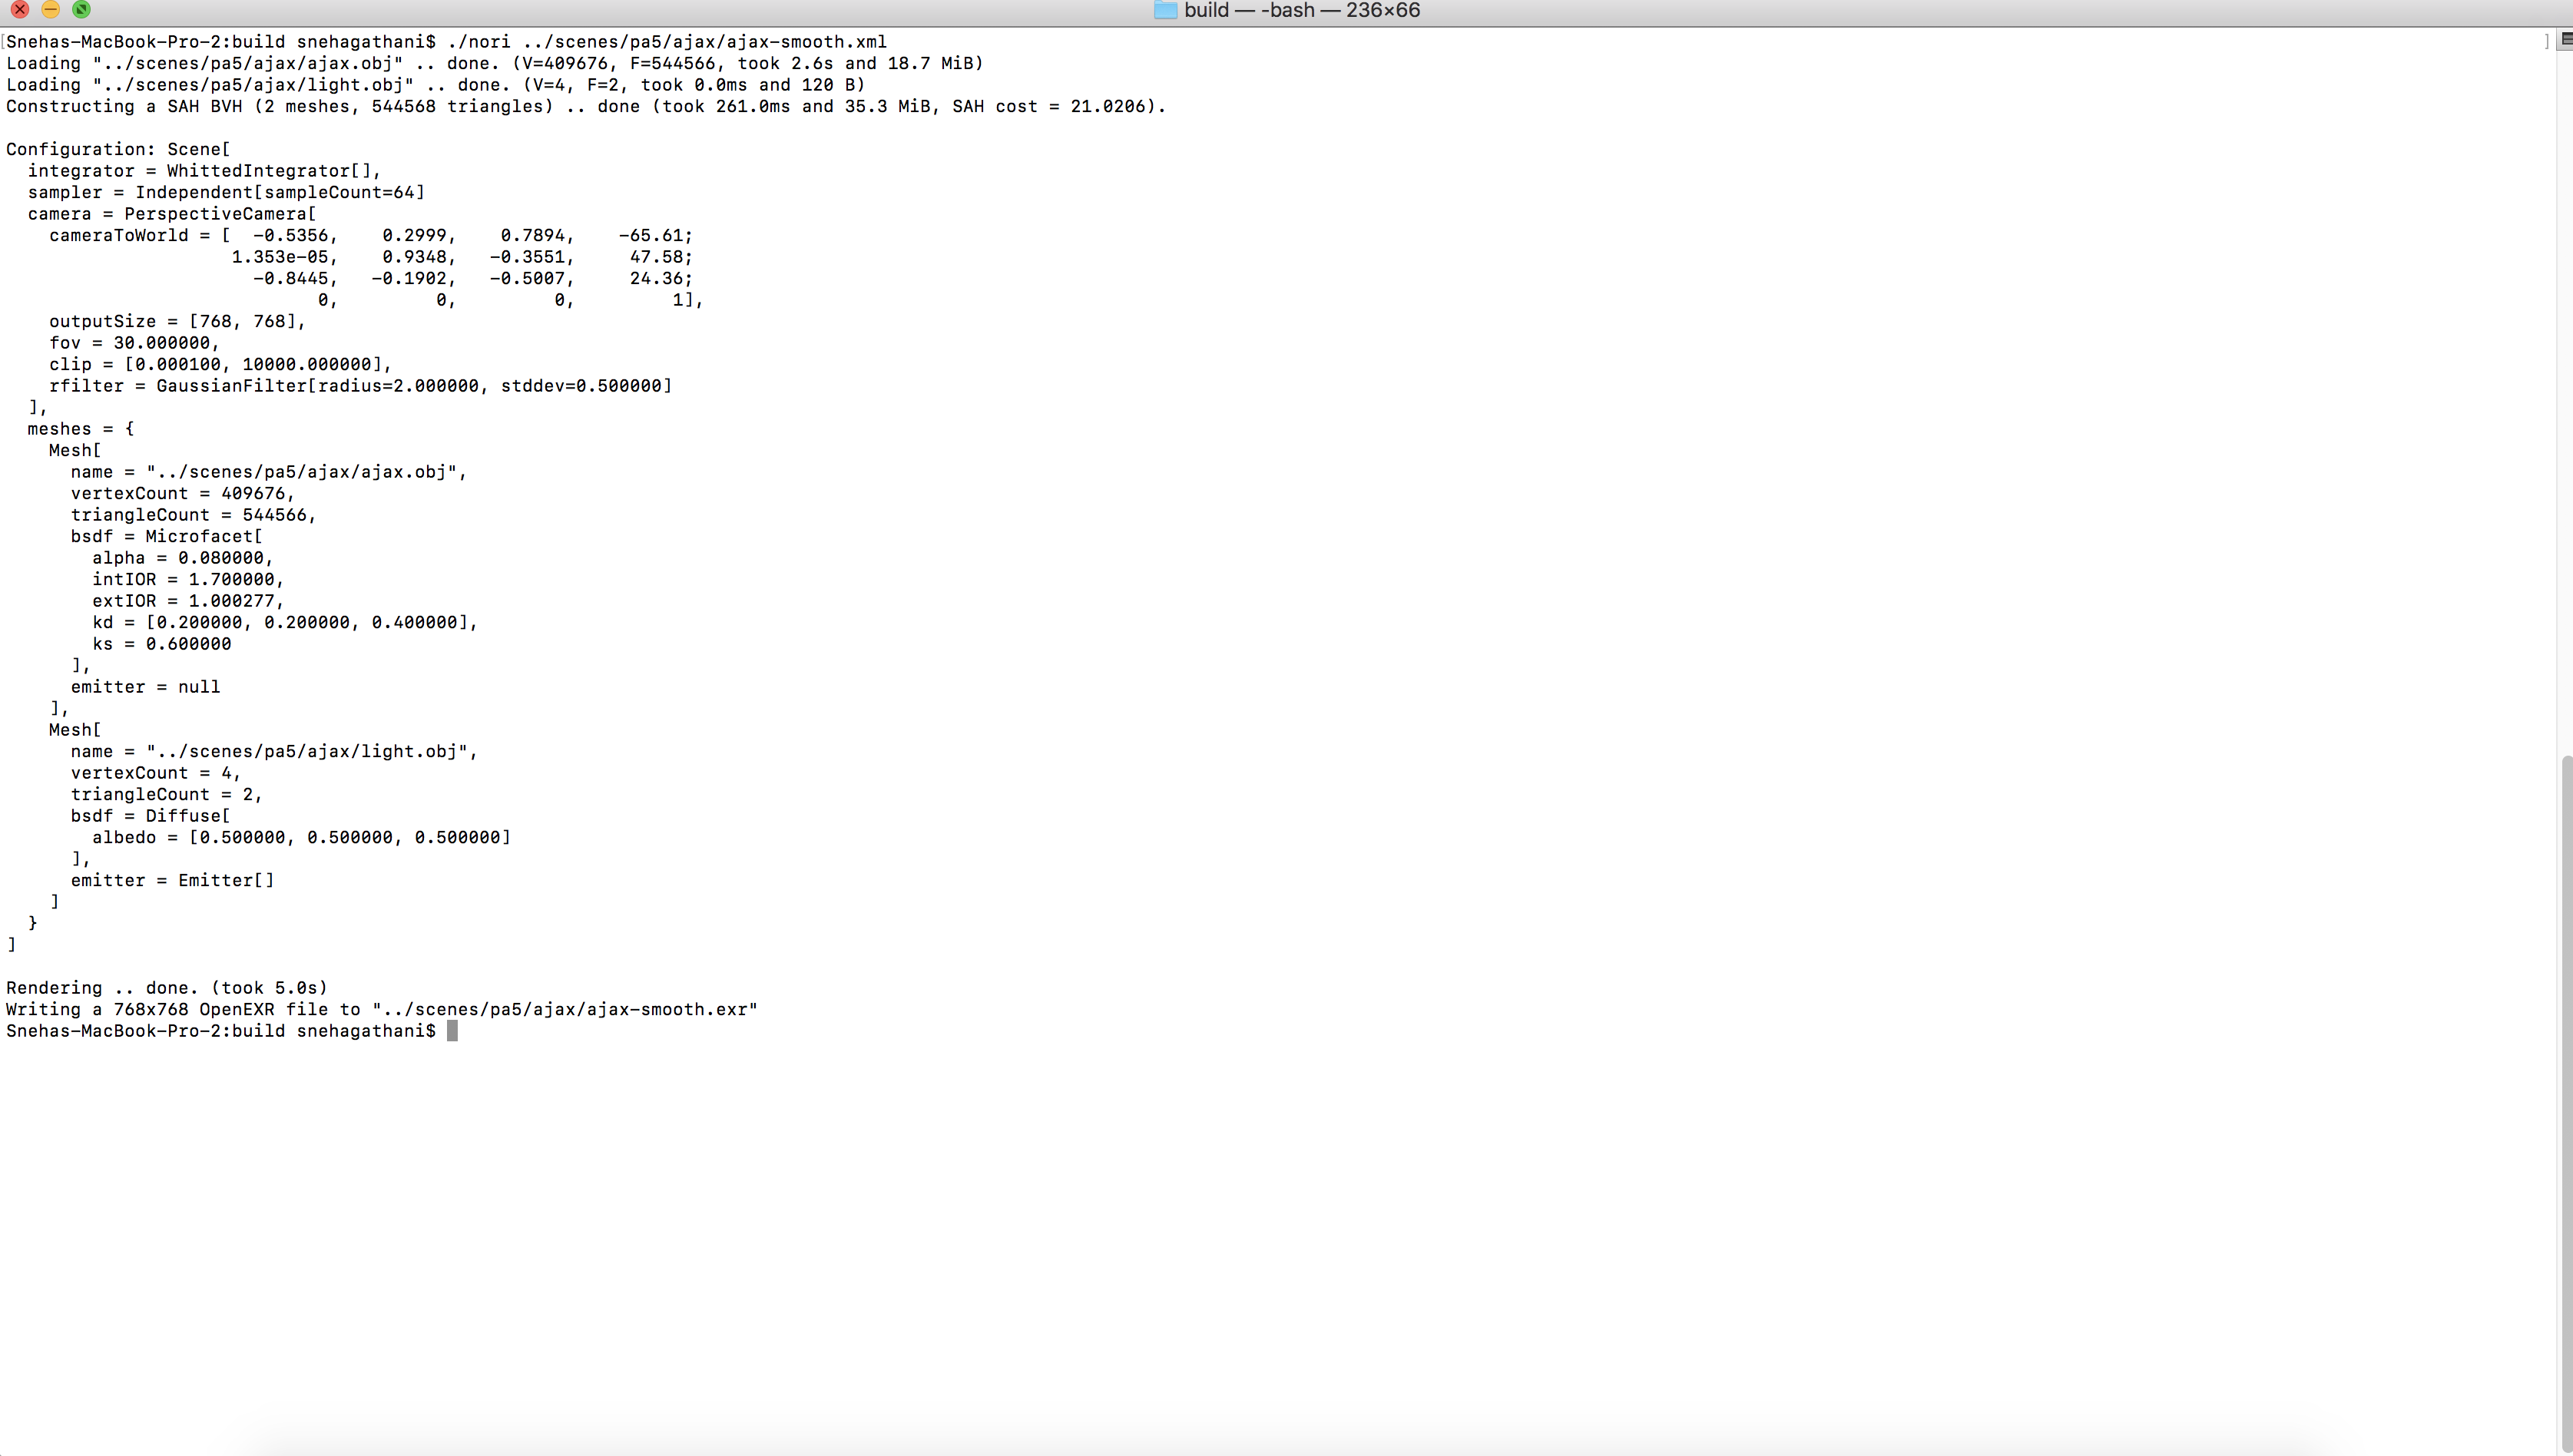 build — -bash — 236×66
Snehas-MacBook-Pro-2:build snehagathani$ ./nori ../scenes/pa5/ajax/ajax-smooth.xml
Loading "../scenes/pa5/ajax/ajax.obj" .. done. (V=409676, F=544566, took 2.6s and 18.7 MiB)
Loading "../scenes/pa5/ajax/light.obj" .. done. (V=4, F=2, took 0.0ms and 120 B)
Constructing a SAH BVH (2 meshes, 544568 triangles) .. done (took 261.0ms and 35.3 MiB, SAH cost = 21.0206).

Configuration: Scene[
  integrator = WhittedIntegrator[],
  sampler = Independent[sampleCount=64]
  camera = PerspectiveCamera[
    cameraToWorld = [  -0.5356,    0.2999,    0.7894,    -65.61;
                     1.353e-05,    0.9348,   -0.3551,     47.58;
                       -0.8445,   -0.1902,   -0.5007,     24.36;
                             0,         0,         0,         1],
    outputSize = [768, 768],
    fov = 30.000000,
    clip = [0.000100, 10000.000000],
    rfilter = GaussianFilter[radius=2.000000, stddev=0.500000]
  ],
  meshes = {
    Mesh[
      name = "../scenes/pa5/ajax/ajax.obj",
      vertexCount = 409676,
      triangleCount = 544566,
      bsdf = Microfacet[
        alpha = 0.080000,
        intIOR = 1.700000,
        extIOR = 1.000277,
        kd = [0.200000, 0.200000, 0.400000],
        ks = 0.600000
      ],
      emitter = null
    ],
    Mesh[
      name = "../scenes/pa5/ajax/light.obj",
      vertexCount = 4,
      triangleCount = 2,
      bsdf = Diffuse[
        albedo = [0.500000, 0.500000, 0.500000]
      ],
      emitter = Emitter[]
    ]
  }
]

Rendering .. done. (took 5.0s)
Writing a 768x768 OpenEXR file to "../scenes/pa5/ajax/ajax-smooth.exr"
Snehas-MacBook-Pro-2:build snehagathani$